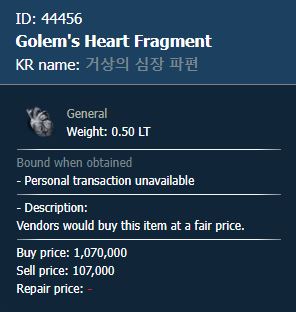 ID: 44456
Golem's Heart Fragment
KR name: 거상의 심장 파편
General
Weight: 0.50 LT
Bound when obtained
- Personal transaction unavailable
- Description:
Vendors would buy this item at a fair price.
Buy price: 1,070,000
Sell price: 107,000
Repair price: -